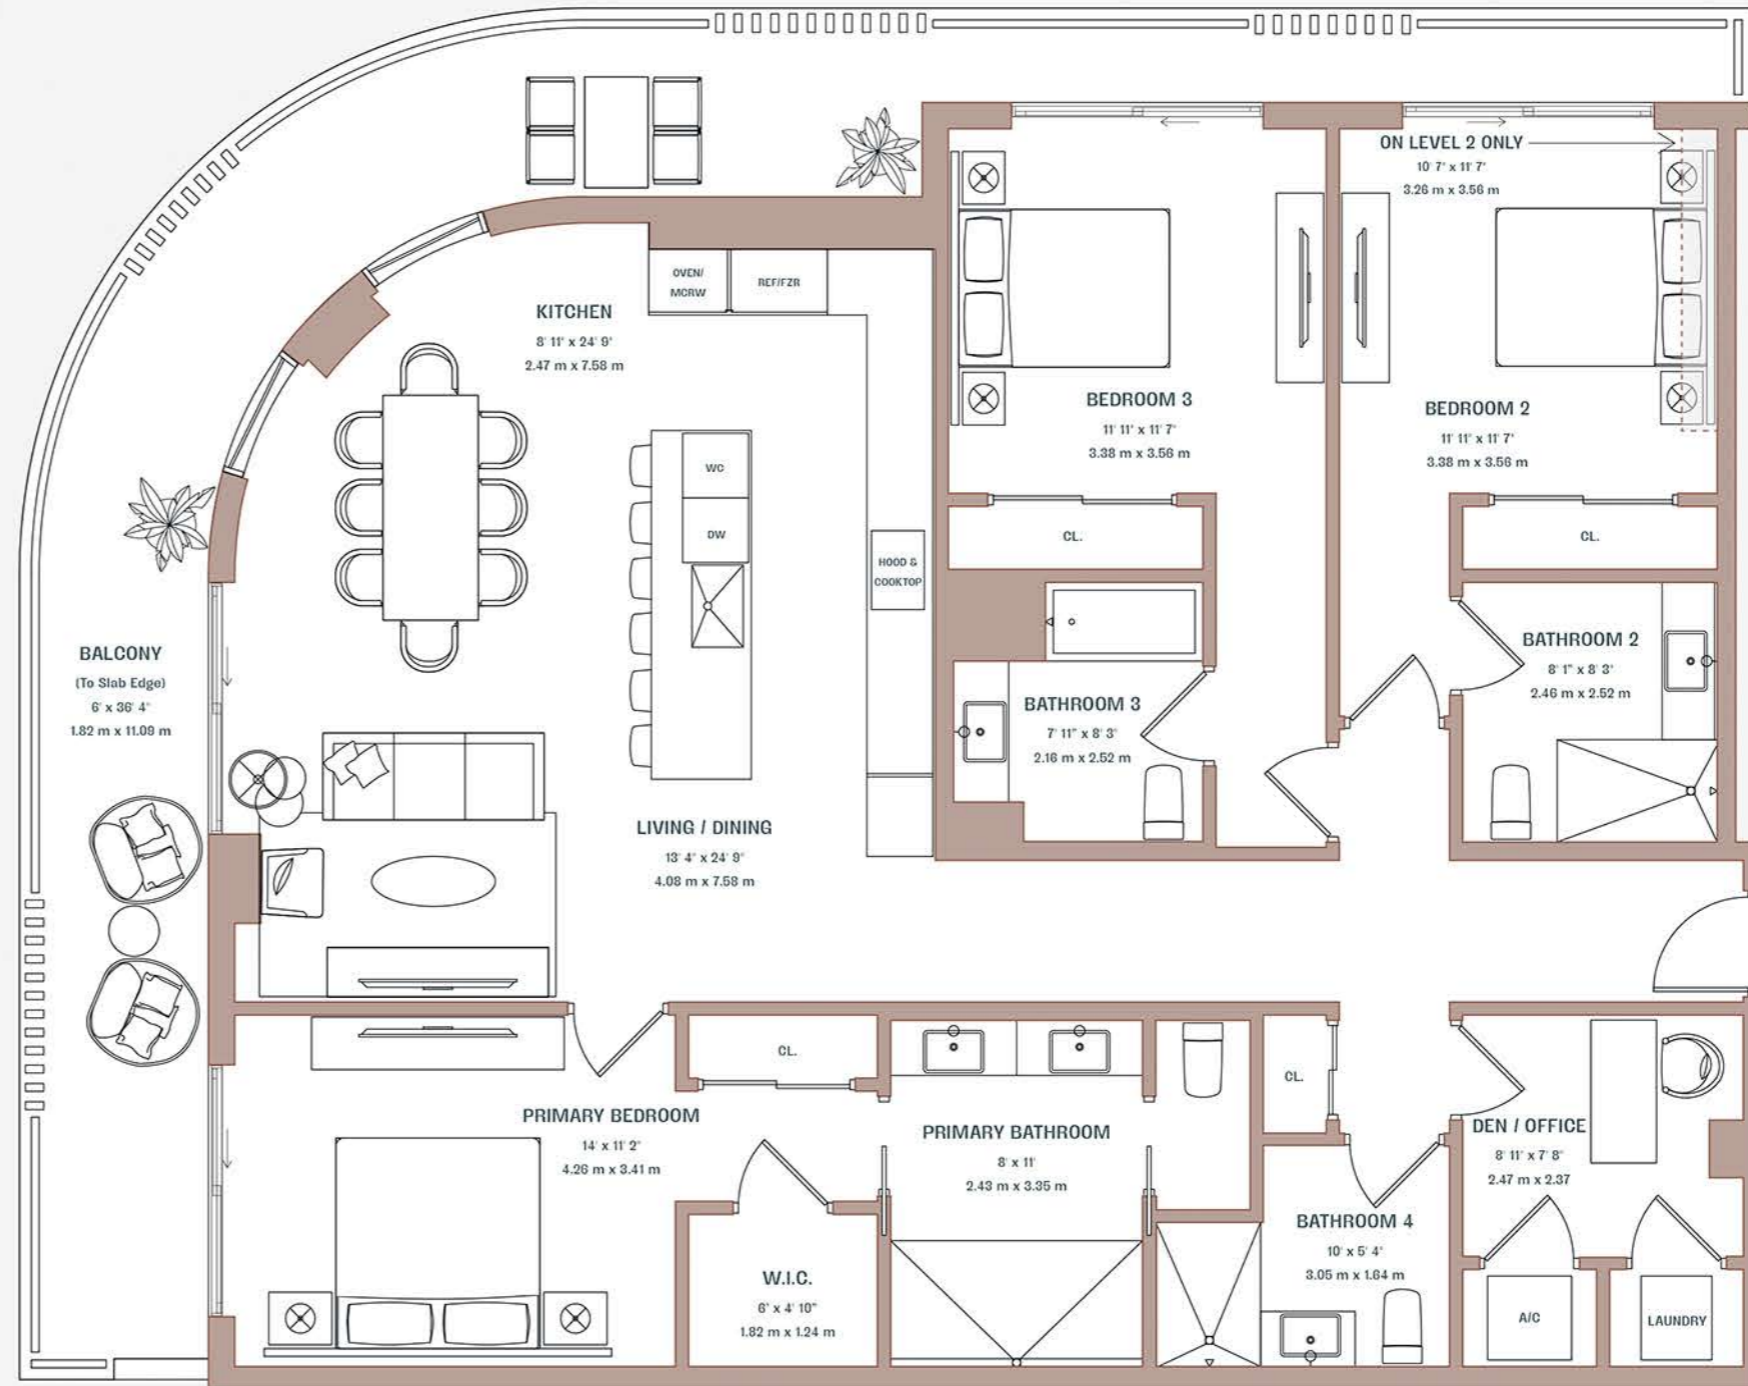 ON LEVEL 2 ONLY
10' 7" x 11' 7"
3.26 m x 3.56 m
OVEN/
MCRW
REF/FZR
KITCHEN
8' 11" x 24' 9"
2.47 m x 7.58 m
BEDROOM 3
11' 11" x 11' 7"
3.38 m x 3.56 m
BEDROOM 2
11' 11" x 11' 7"
3.38 m x 3.56 m
WC
DW
HOOD &
COOKTOP
CL.
CL.
BALCONY
(To Slab Edge)
6' x 36' 4"
1.82 m x 11.09 m
BATHROOM 3
7' 11" x 8' 3"
2.16 m x 2.52 m
BATHROOM 2
8' 1" x 8' 3"
2.46 m x 2.52 m
LIVING / DINING
13' 4" x 24' 9"
4.08 m x 7.58 m
CL.
CL.
PRIMARY BEDROOM
14' x 11' 2"
4.26 m x 3.41 m
PRIMARY BATHROOM
8' x 11'
2.43 m x 3.35 m
DEN / OFFICE
8' 11" x 7' 8"
2.47 m x 2.37
BATHROOM 4
10' x 5' 4"
3.05 m x 1.64 m
W.I.C.
6' x 4' 10"
1.82 m x 1.24 m
A/C
LAUNDRY